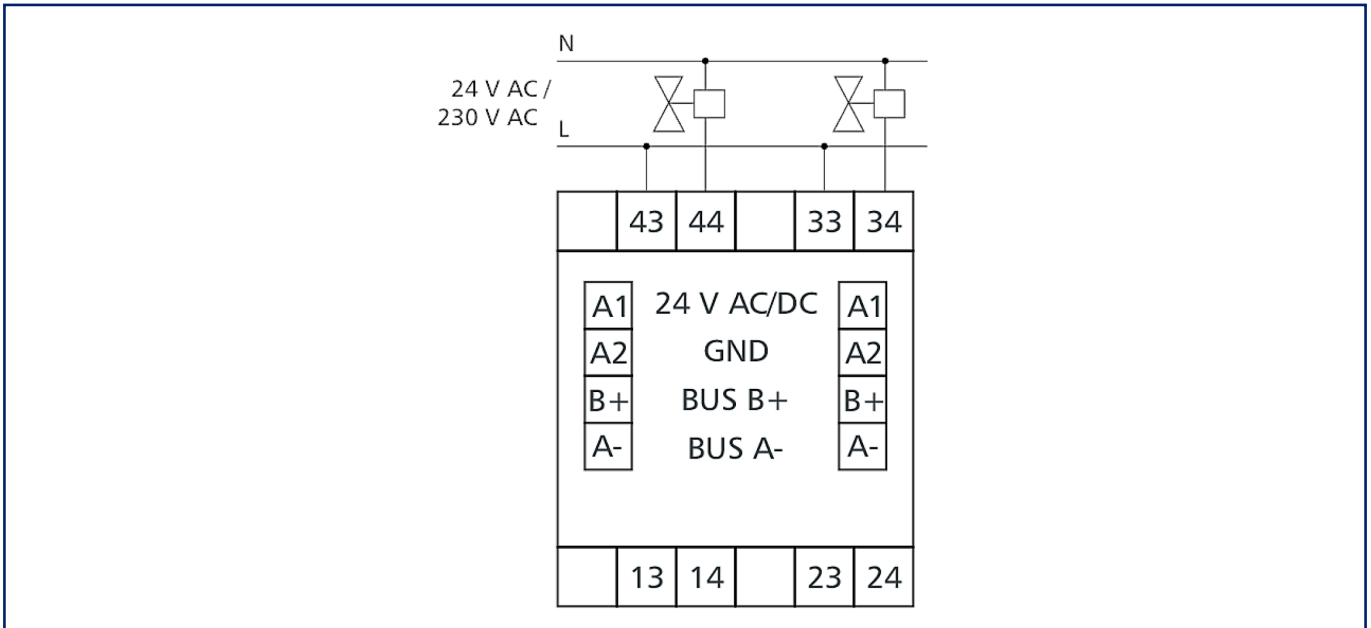 N
24 V AC /
230 V AC
L
43 44 33 34
A1 24 V AC/DC A1
A2 GND A2
B+ BUS B+ B+
A- BUS A- A-
13 14 23 24